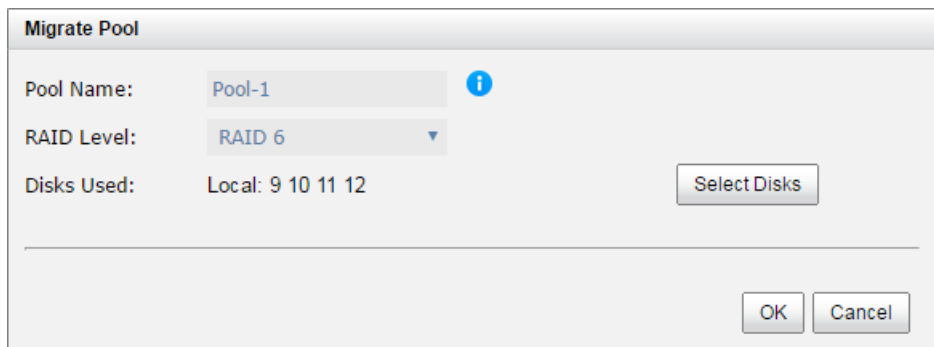 Migrate Pool
Pool Name: Pool-1 i
RAID Level: RAID 6
Disks Used: Local: 9 10 11 12 Select Disks
OK Cancel